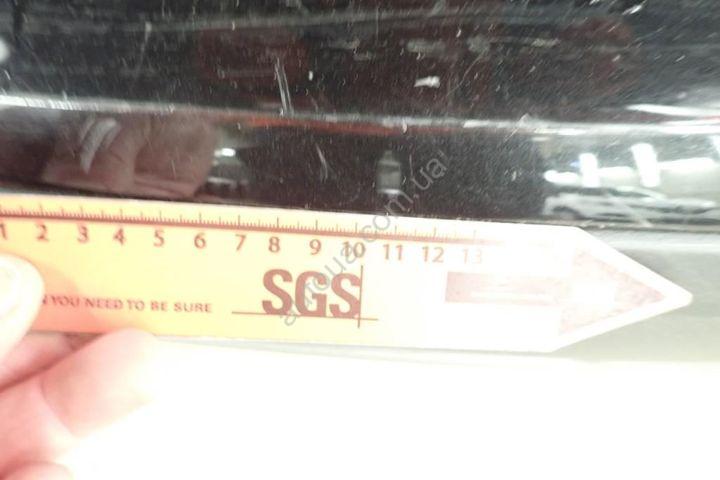 1 2 3 4 5 6 7 8 9 10 11 12 13
SGS
N YOU NEED TO BE SURE
autoua.com.ua